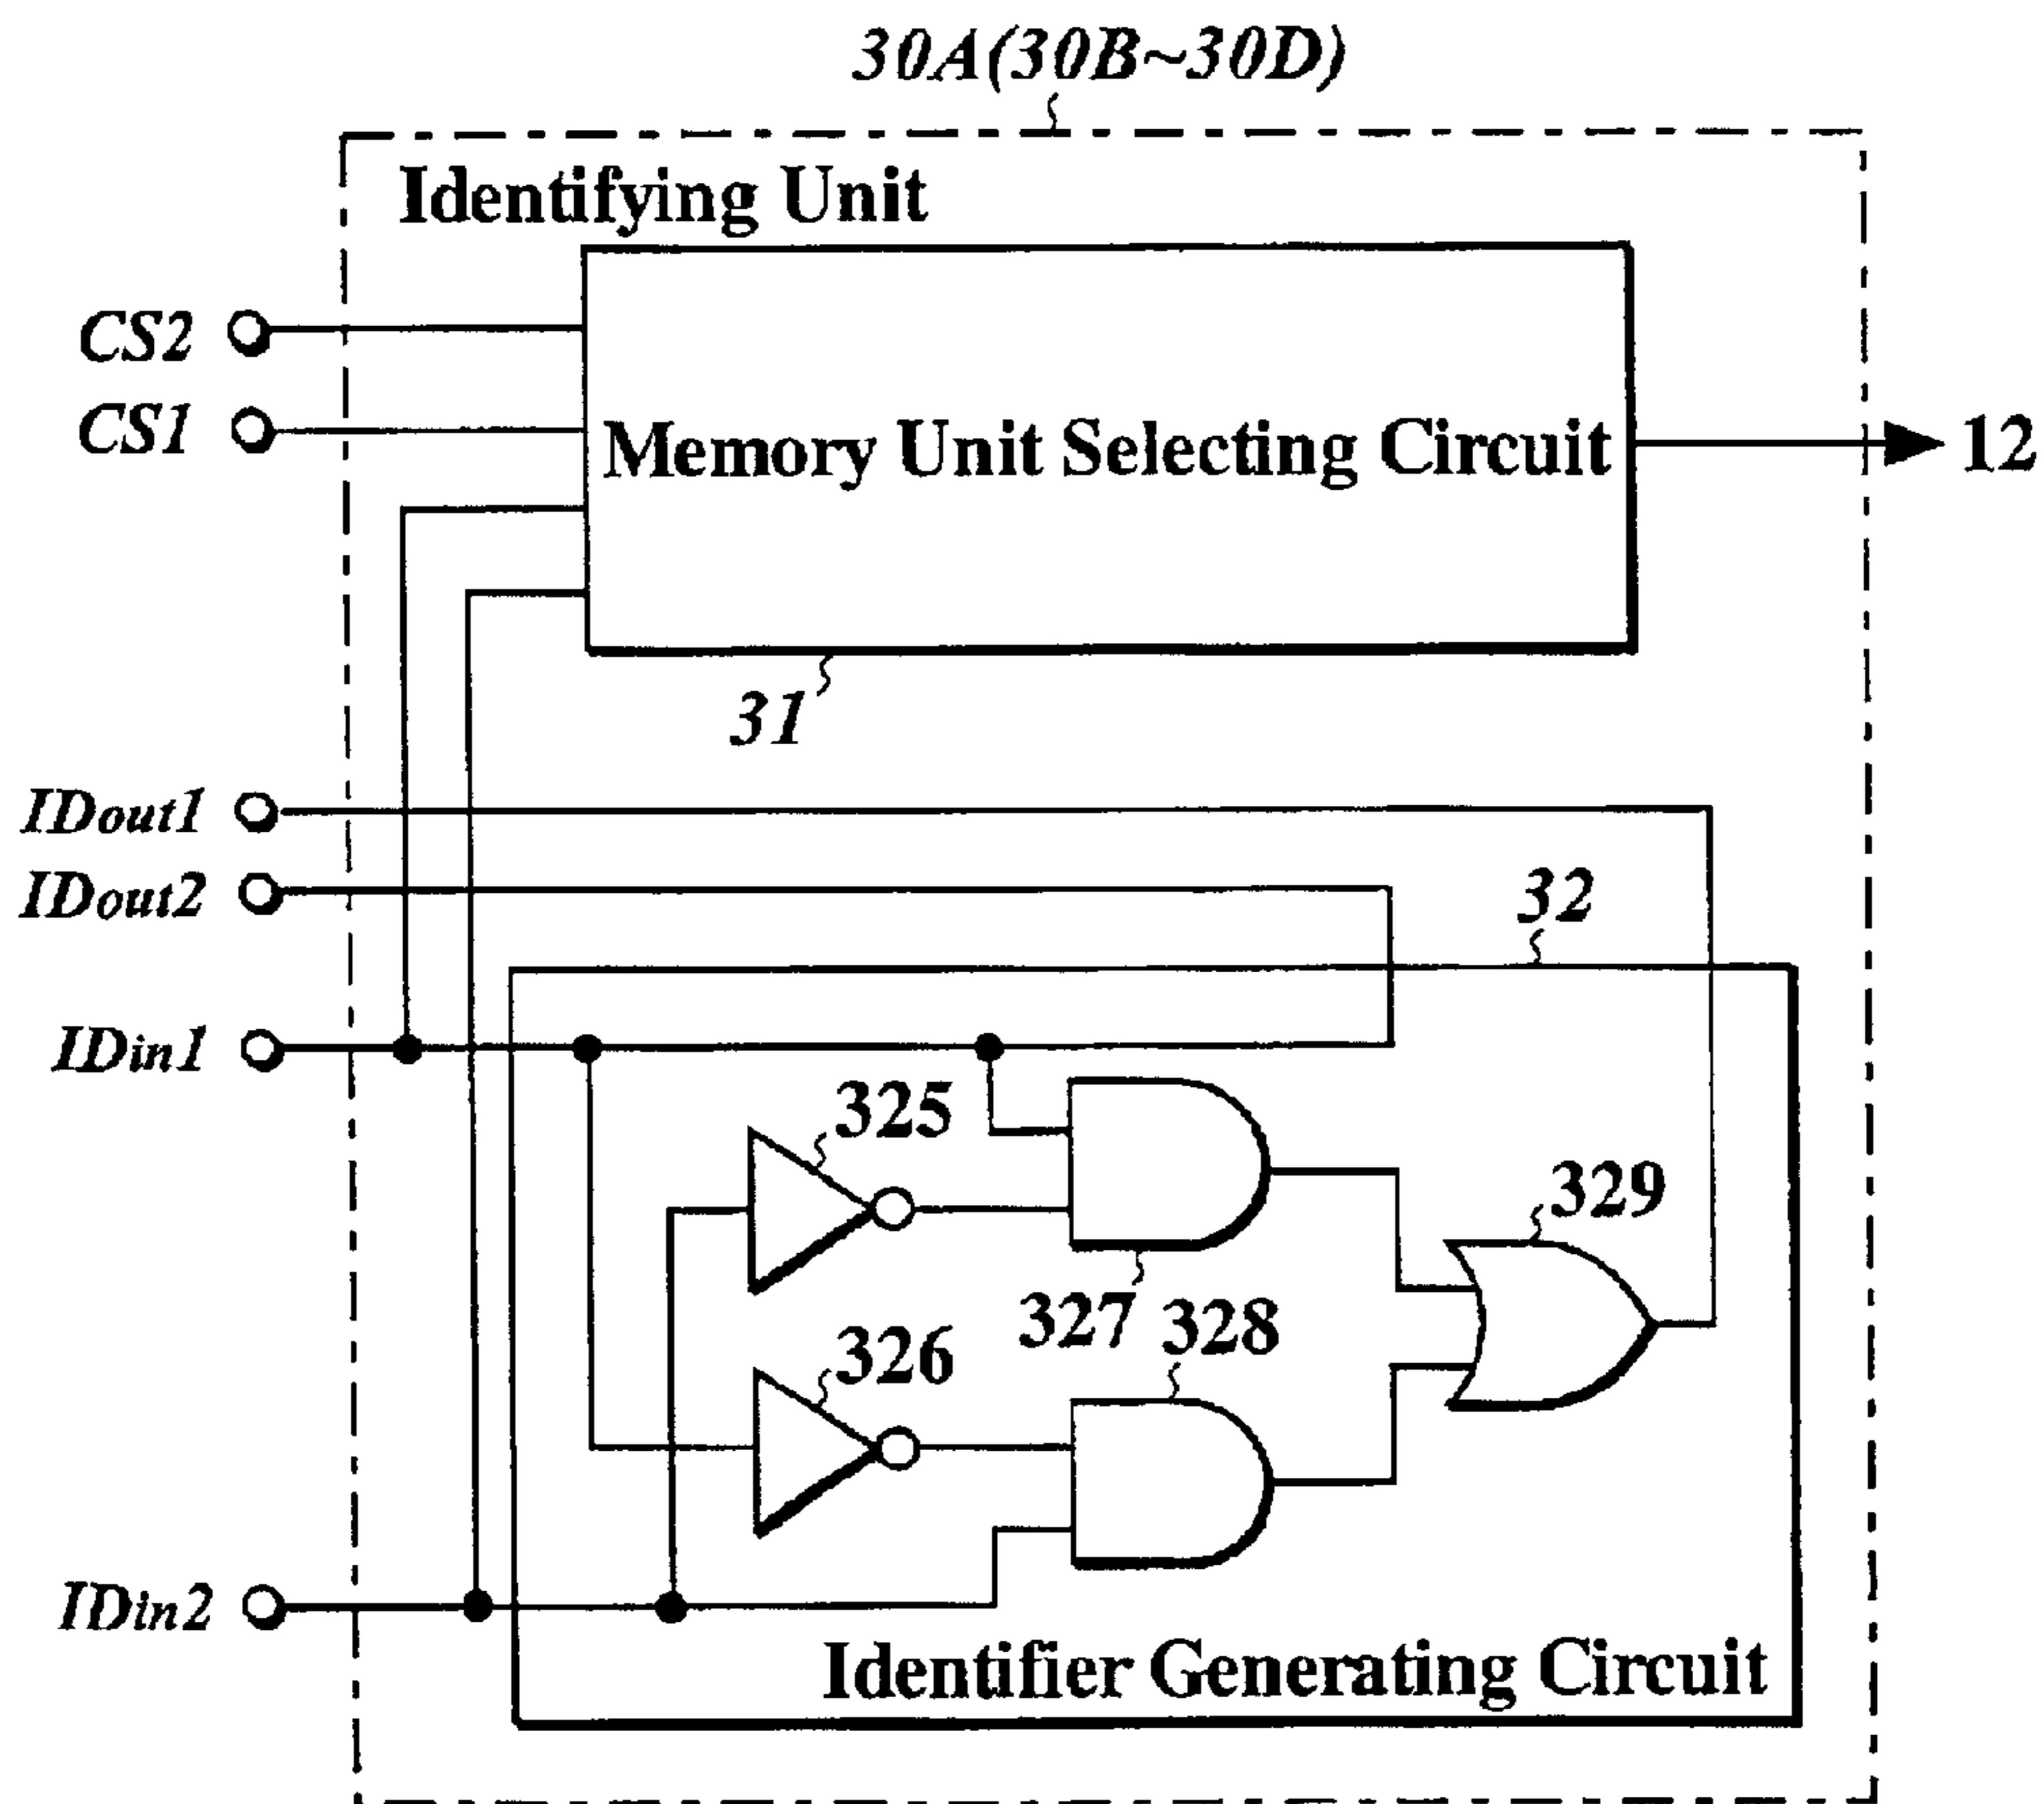 30A(30B~30D)
Identifying Unit
CS2
CS1
Memory Unit Selecting Circuit
12
31
IDout1
IDout2
32
IDin1
325
329
327
328
326
IDin2
Identifier Generating Circuit